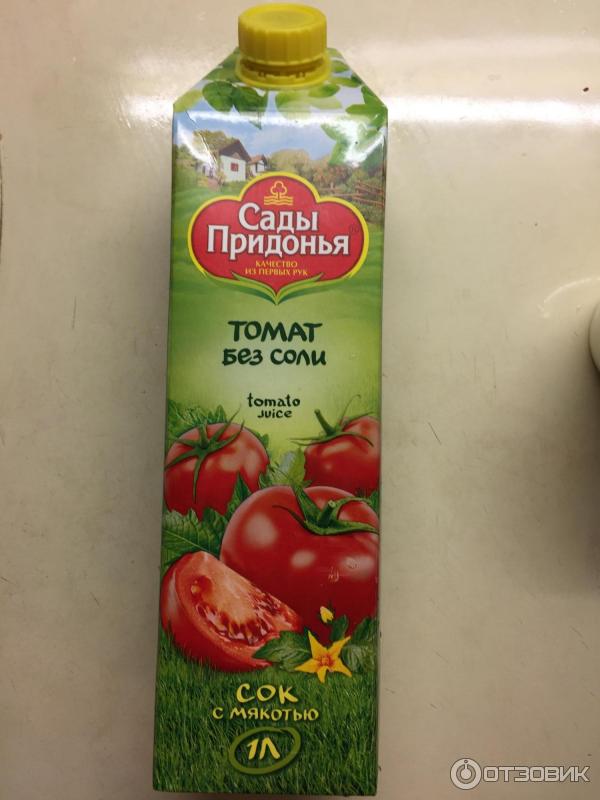 Сады
Придонья
КАЧЕСТВО
ИЗ ПЕРВЫХ РУК
ТОМАТ
БЕЗ СОЛИ
tomato
juice
СОК
С МЯКОТЬЮ
1Л
ОТЗОВИК